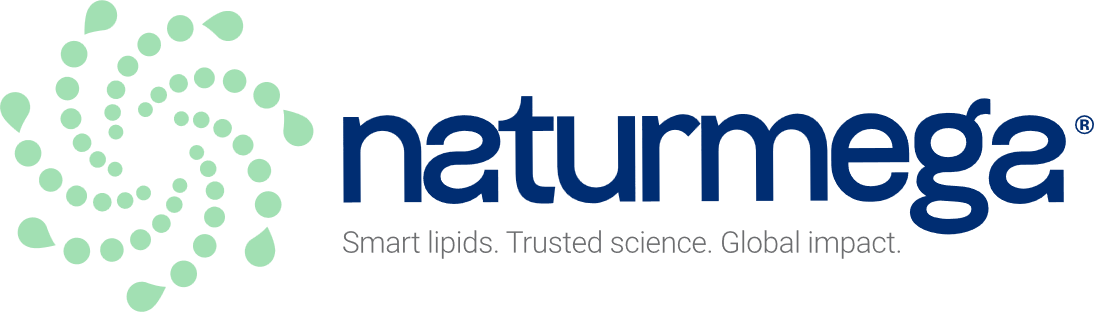 naturmega®
Smart lipids. Trusted science. Global impact.